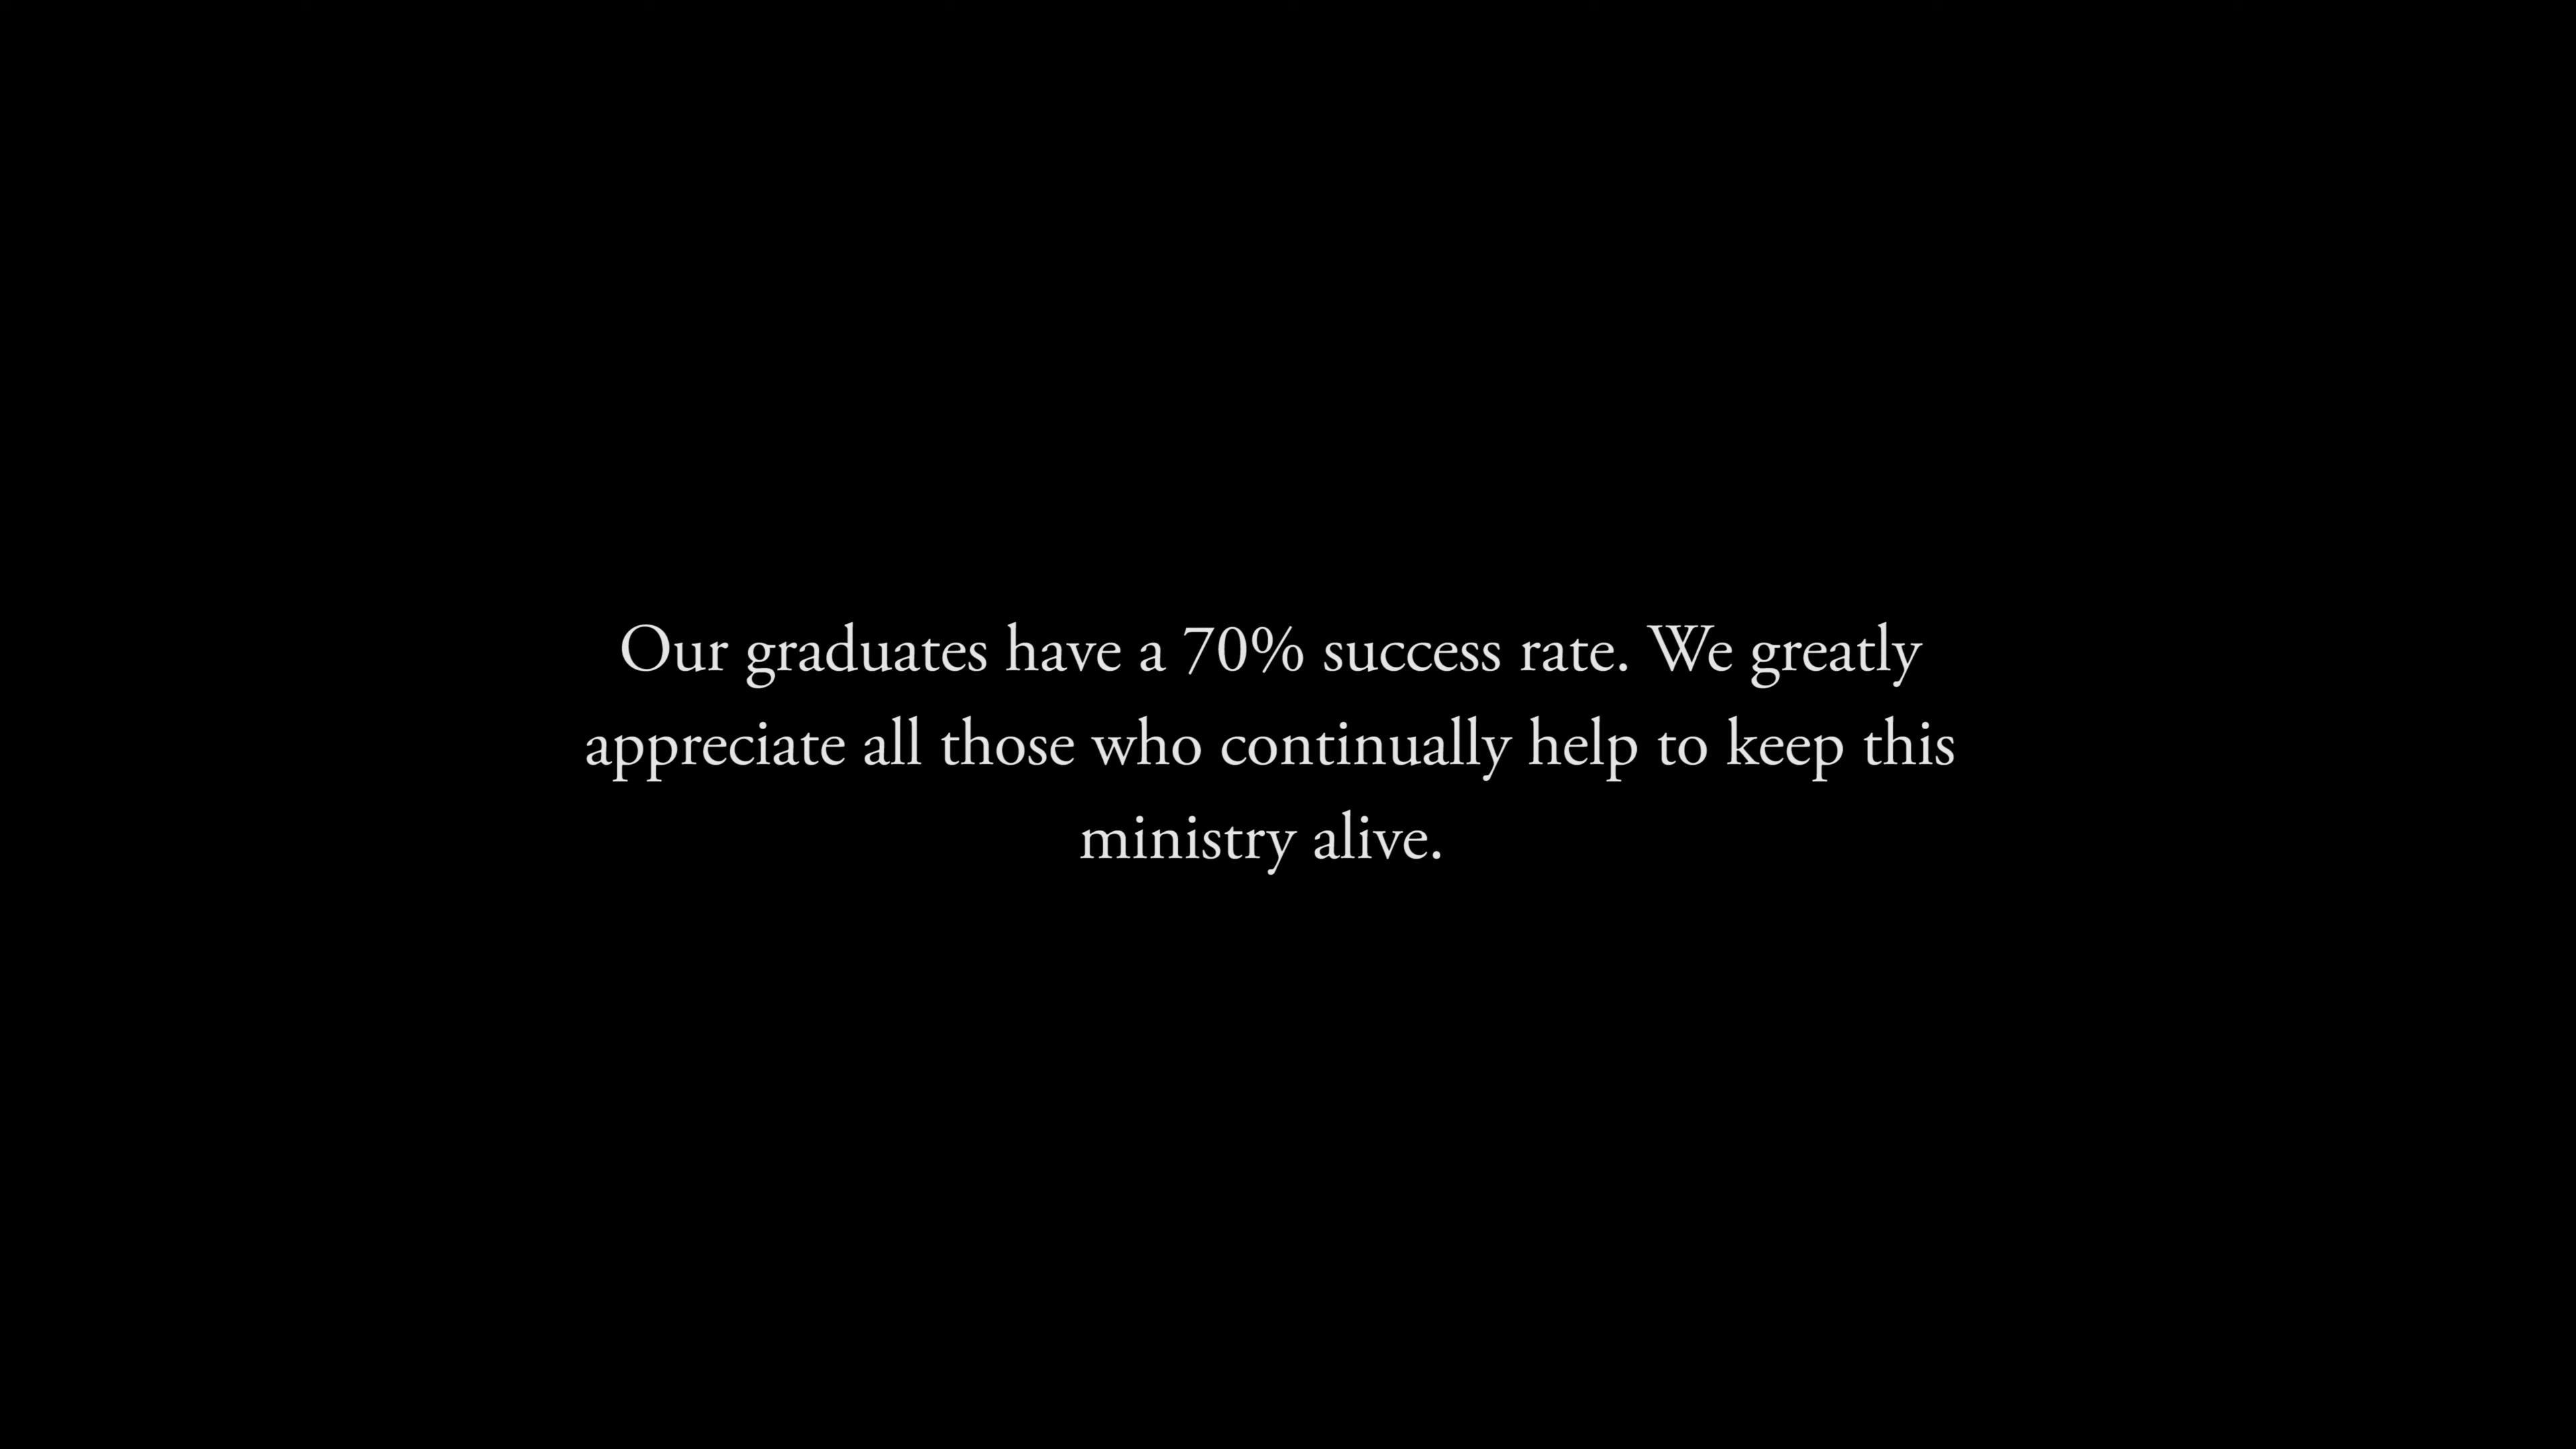 Our graduates have a 70% success rate. We greatly
appreciate all those who continually help to keep this
ministry alive.